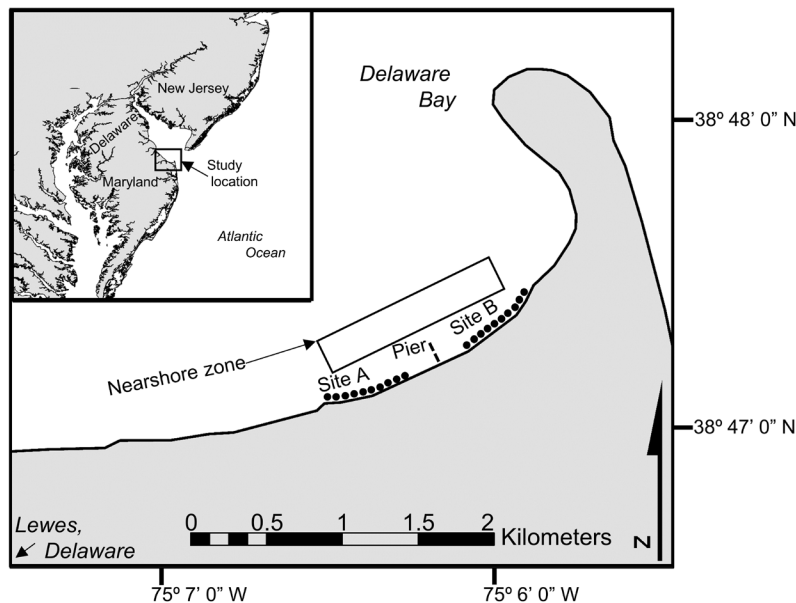 New Jersey
Delaware
Maryland
Study
location
Atlantic
Ocean
Delaware
Bay
38º 48' 0" N
Nearshore zone
Site A
Pier
Site B
38º 47' 0" N
0 0.5 1 1.5 2
Kilometers
N
Lewes,
Delaware
75º 7' 0" W
75º 6' 0" W